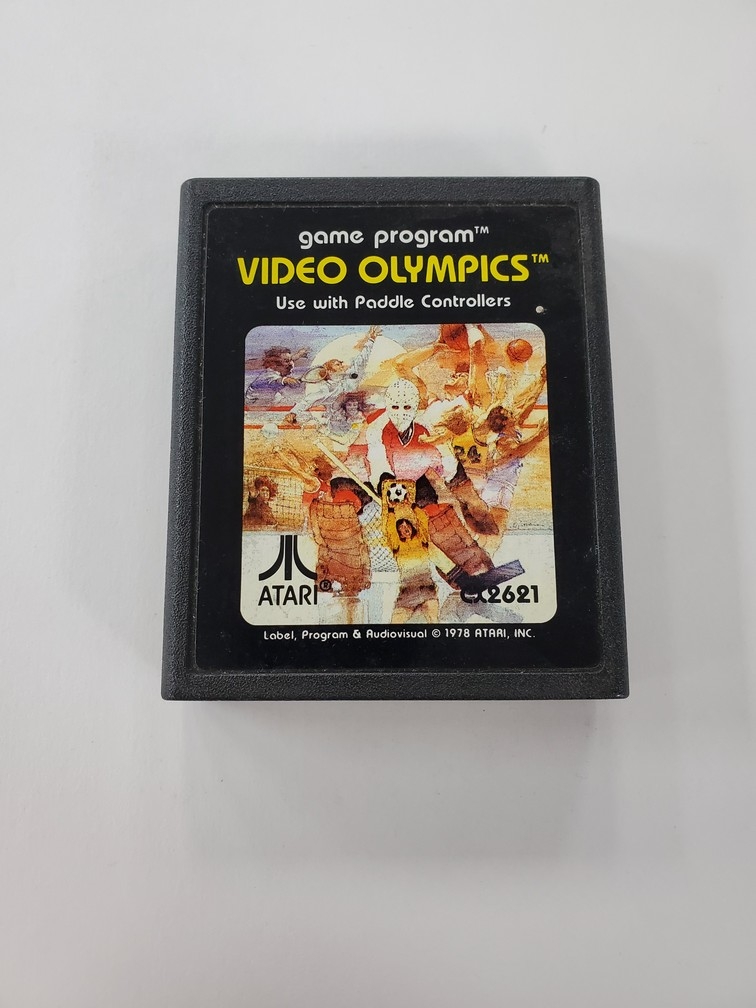 game program™
VIDEO OLYMPICS™
Use with Paddle Controllers
24
ATARI®
CX2621
Label, Program & Audiovisual © 1978 ATARI, INC.